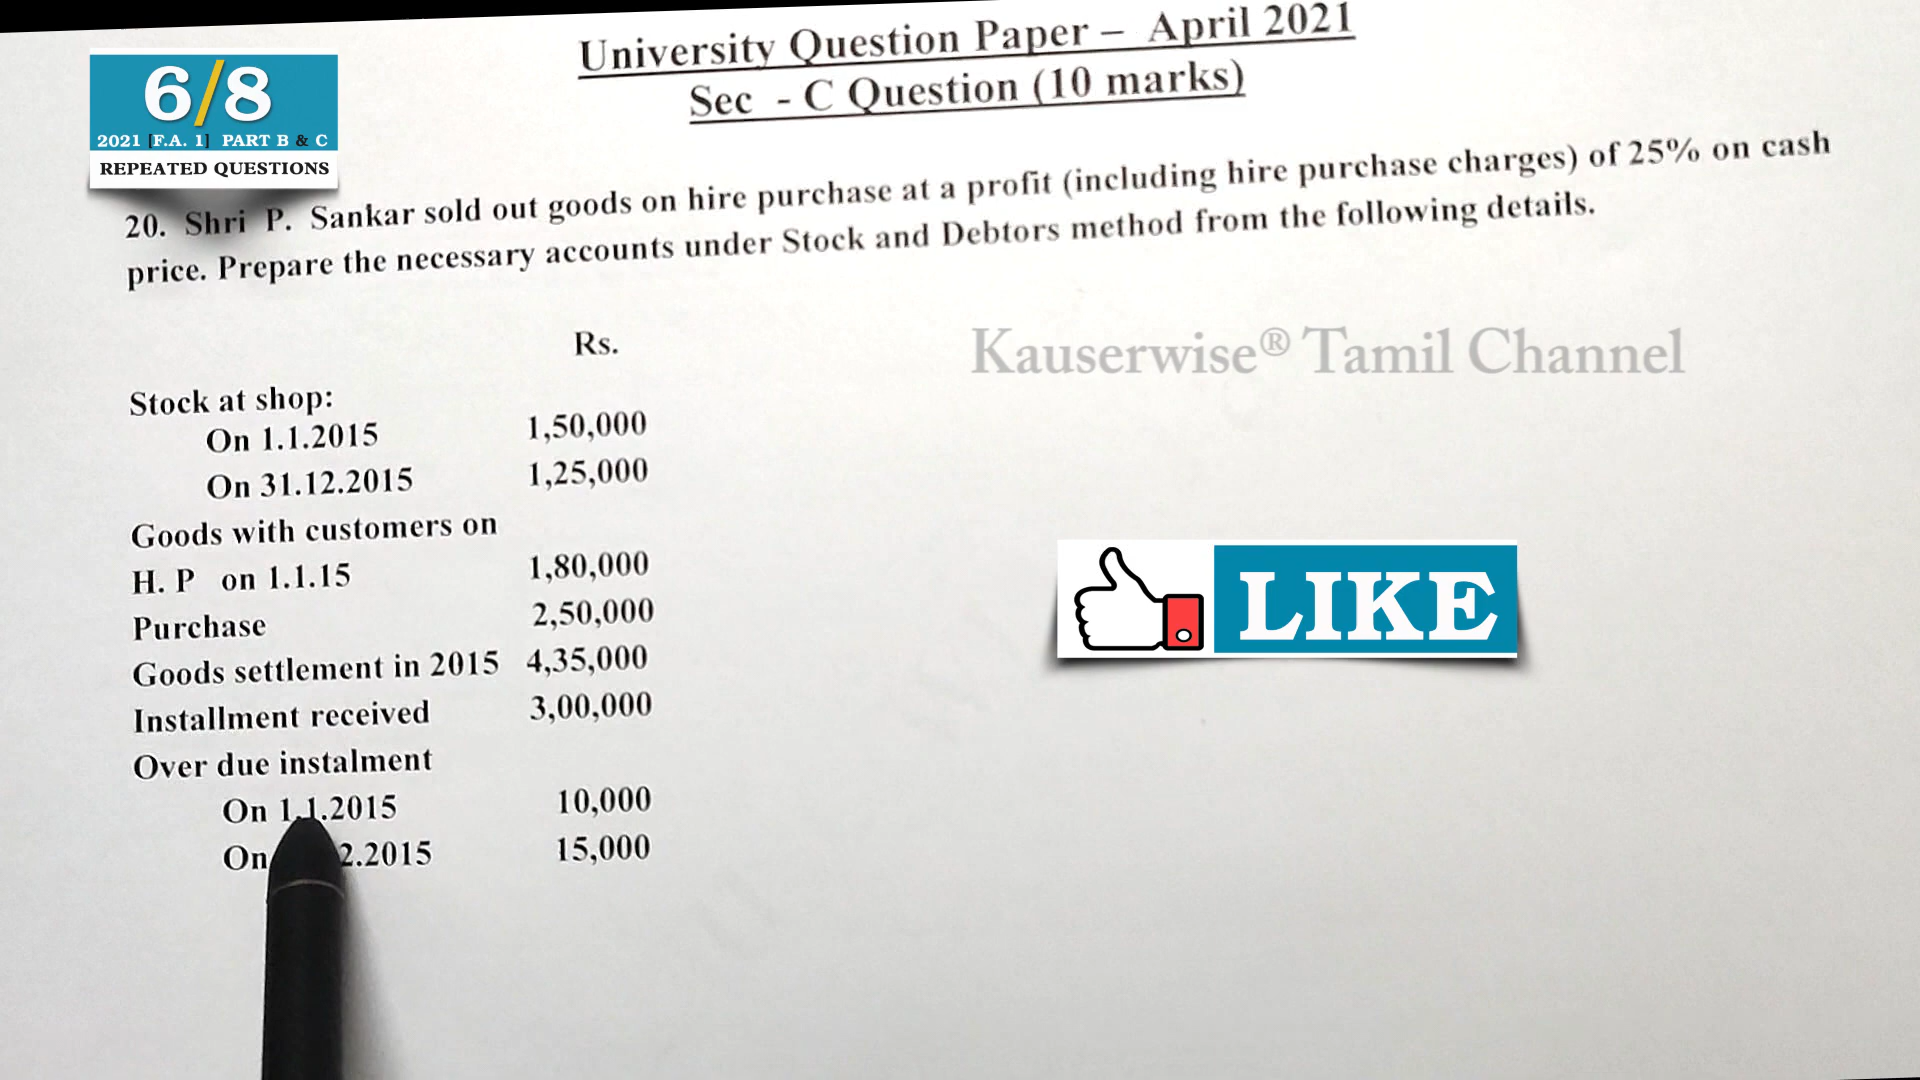 University Question Paper – April 2021
Sec - C Question (10 marks)
6/8
2021 [F.A. 1] PART B & C
REPEATED QUESTIONS
20. Shri P. Sankar sold out goods on hire purchase at a profit (including hire purchase charges) of 25% on cash
price. Prepare the necessary accounts under Stock and Debtors method from the following details.
Rs.
Kauserwise® Tamil Channel
Stock at shop:
On 1.1.2015 1,50,000
On 31.12.2015 1,25,000
Goods with customers on
H. P on 1.1.15 1,80,000
Purchase 2,50,000
Goods settlement in 2015 4,35,000
Installment received 3,00,000
Over due instalment
On 1.1.2015 10,000
On 2.2015 15,000
LIKE